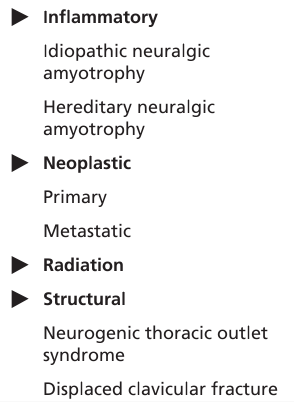 ▶ Inflammatory
Idiopathic neuralgic
amyotrophy
Hereditary neuralgic
amyotrophy
▶ Neoplastic
Primary
Metastatic
▶ Radiation
▶ Structural
Neurogenic thoracic outlet
syndrome
Displaced clavicular fracture